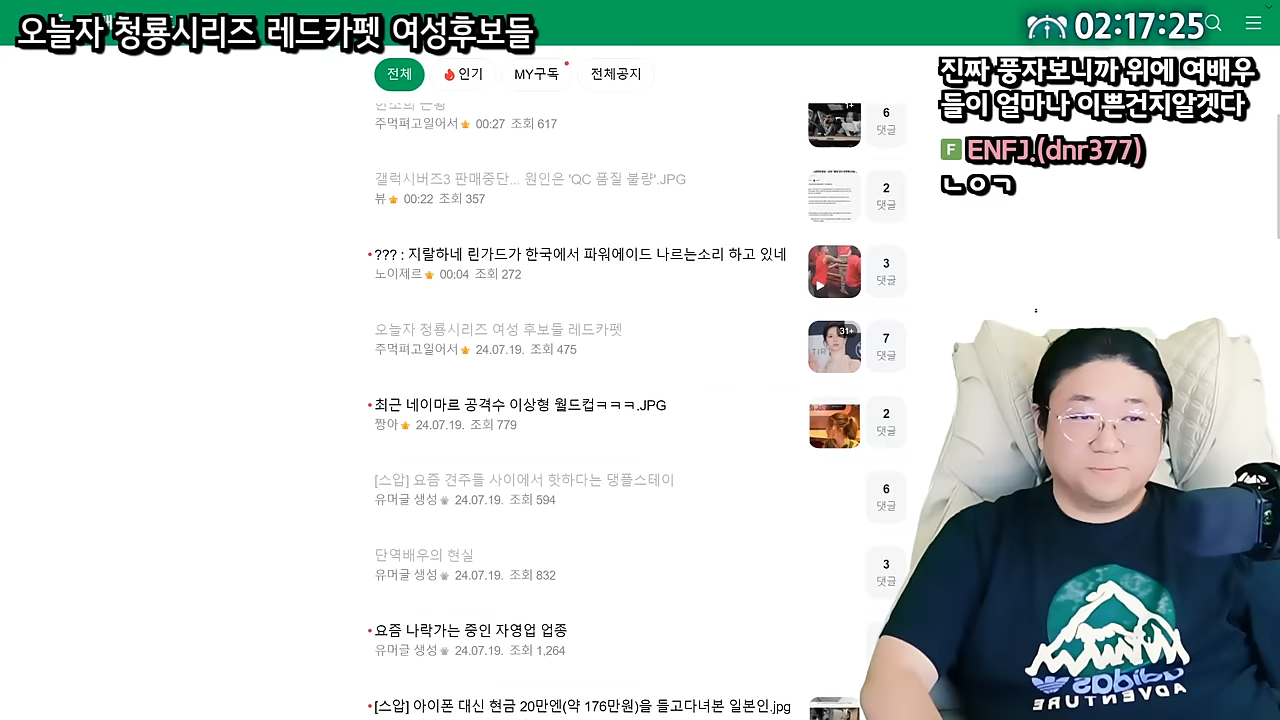 오늘자 청룡시리즈 레드카펫 여성후보들
02:17:25
전체
인기
MY구독
전체공지
진짜 풍자보니까 위에 여배우
들이 얼마나 이쁜건지알겟다
F ENFJ.(dnr377)
ㄴㅇㄱ
주먹펴고일어서 00:27 조회 617
6
댓글
갤럭시버즈3 판매중단... 원인은 'QC 품질 불량'.JPG
뷰 00:22 조회 357
2
댓글
??? : 지랄하네 린가드가 한국에서 파워에이드 나르는소리 하고 있네
노이제르 00:04 조회 272
3
댓글
오늘자 청룡시리즈 여성 후보들 레드카펫
주먹펴고일어서 24.07.19. 조회 475
31+
7
댓글
최근 네이마르 공격수 이상형 월드컵ㅋㅋㅋ.JPG
짱아 24.07.19. 조회 779
2
댓글
[스압] 요즘 견주들 사이에서 핫하다는 댕플스테이
유머글 생성 24.07.19. 조회 594
6
댓글
단역배우의 현실
유머글 생성 24.07.19. 조회 832
3
댓글
요즘 나락가는 중인 자영업 업종
유머글 생성 24.07.19. 조회 1,264
[스압] 아이폰 대신 현금 20만엔(약 176만원)을 들고다녀본 일본인.jpg
adidas
ADVENTURE